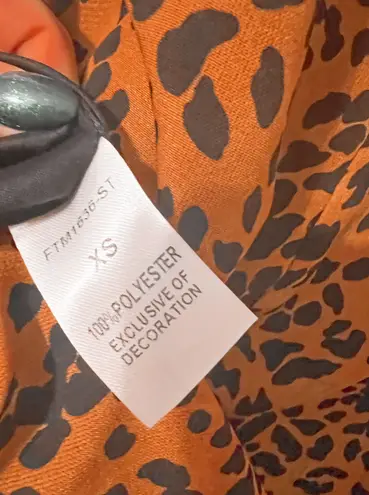 FTM1636-ST
XS
100%POLYESTER
EXCLUSIVE OF
DECORATION